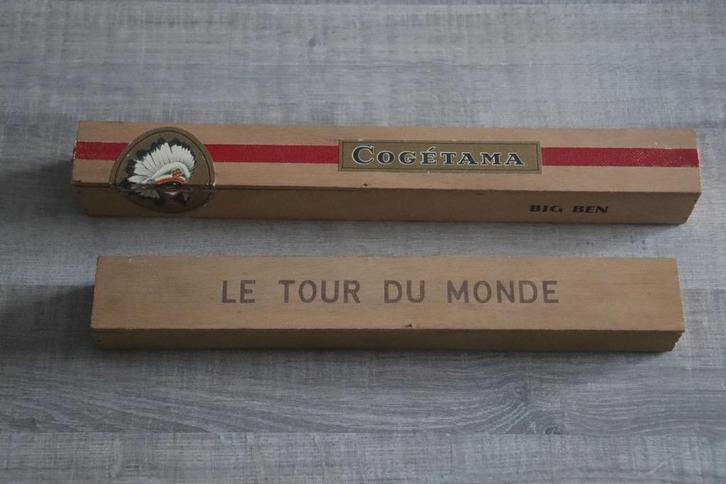 COGÉTAMA
BIG BEN
LE TOUR DU MONDE